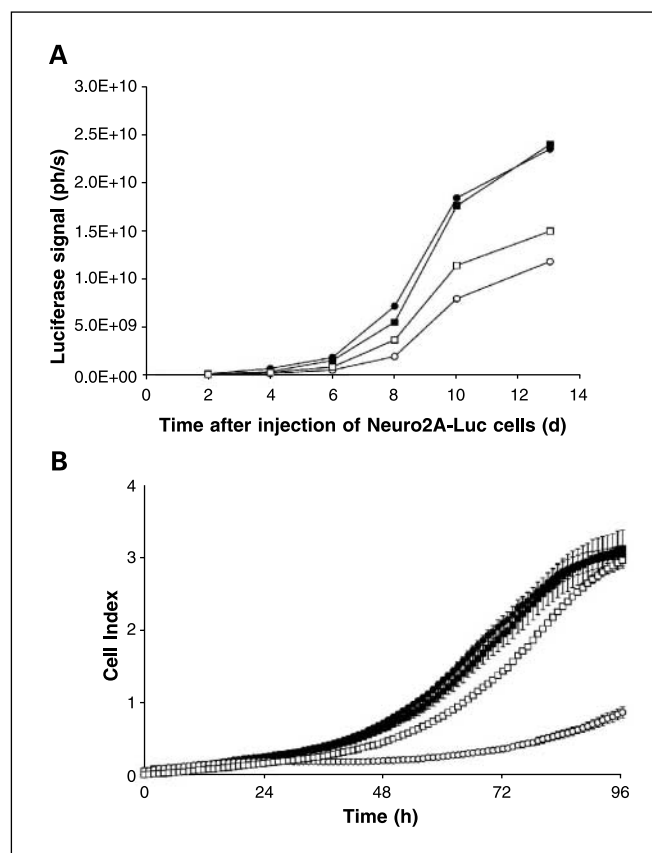 A
3.0E+10
2.5E+10
2.0E+10
1.5E+10
1.0E+10
5.0E+09
0.0E+00
Luciferase signal (ph/s)
0 2 4 6 8 10 12 14
Time after injection of Neuro2A-Luc cells (d)
B
4
3
2
1
0
Cell Index
0 24 48 72 96
Time (h)